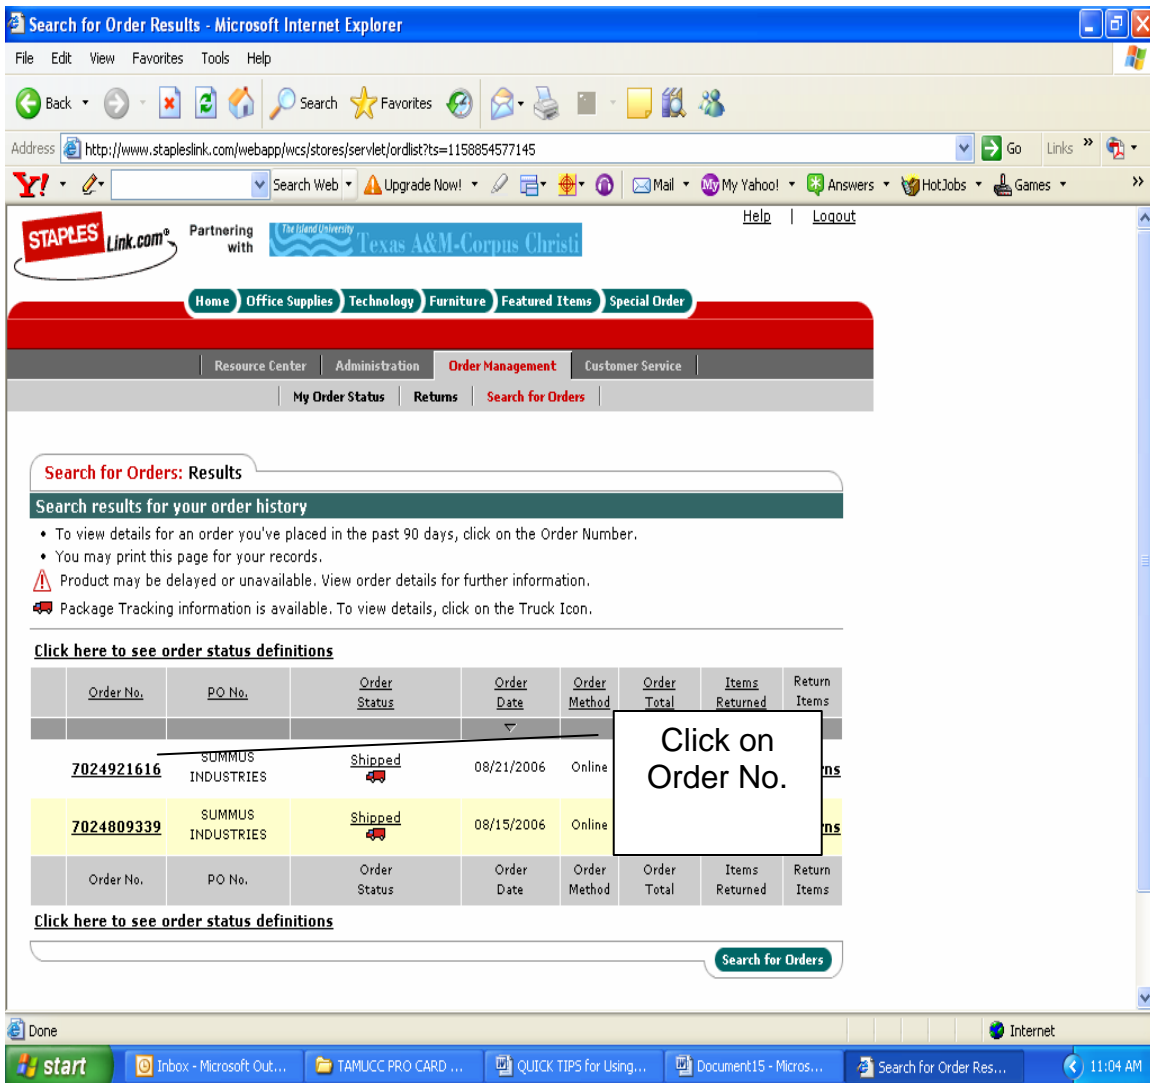 Search for Order Results - Microsoft Internet Explorer
File Edit View Favorites Tools Help
Back Search Favorites
Address http://www.stapleslink.com/webapp/wcs/stores/servlet/ordlist?ts=1158854577145 Go Links »
Y! Search Web Upgrade Now! Mail My Yahoo! Answers HotJobs Games »
Help | Logout
STAPLES Link.com® Partnering with The Island University Texas A&M-Corpus Christi
Home Office Supplies Technology Furniture Featured Items Special Order
Resource Center Administration Order Management Customer Service
My Order Status Returns Search for Orders
Search for Orders: Results
Search results for your order history
• To view details for an order you've placed in the past 90 days, click on the Order Number.
• You may print this page for your records.
Product may be delayed or unavailable. View order details for further information.
Package Tracking information is available. To view details, click on the Truck Icon.
Click here to see order status definitions
Order No. PO No. Order Status Order Date Order Method Order Total Items Returned Return Items
Click on
Order No.
7024921616 SUMMUS INDUSTRIES Shipped 08/21/2006 Online
7024809339 SUMMUS INDUSTRIES Shipped 08/15/2006 Online
Order No. PO No. Order Status Order Date Order Method Order Total Items Returned Return Items
Click here to see order status definitions
Search for Orders
Done Internet
start Inbox - Microsoft Out... TAMUCC PRO CARD ... QUICK TIPS for Using... Document15 - Micros... Search for Order Res... 11:04 AM